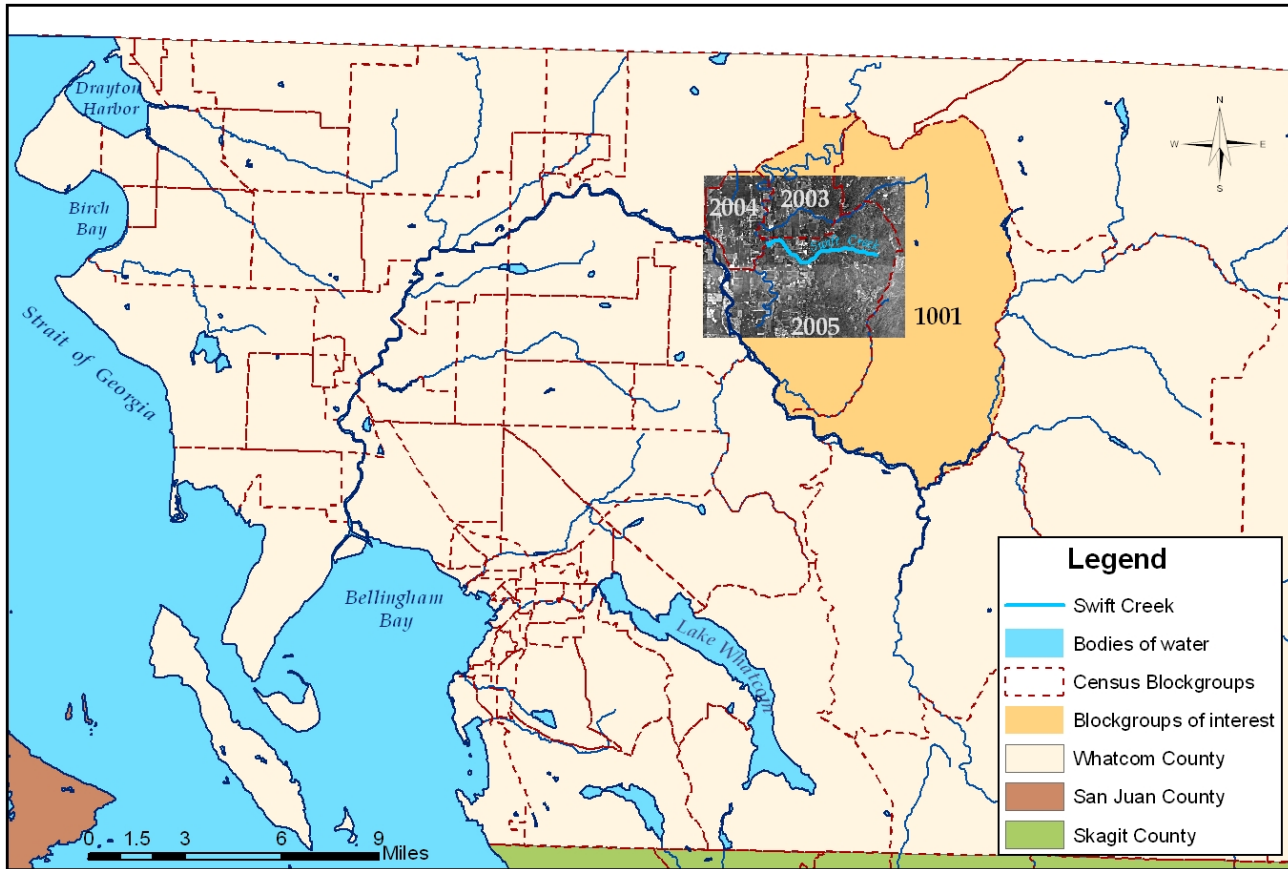 Drayton
Harbor
N
W E
S
Birch
Bay
2004
2003
Swift Creek
Strait of Georgia
1001
2005
Bellingham
Bay
Lake Whatcom
Legend
Swift Creek
Bodies of water
Census Blockgroups
Blockgroups of interest
Whatcom County
San Juan County
Skagit County
0 1.5 3 6 9
Miles